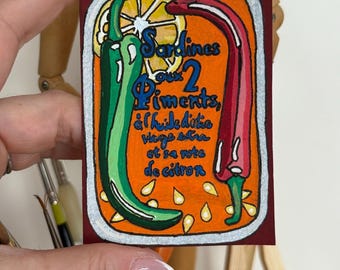 Sardines
aux 2
Piments,
à l'huile d'olive
vierge extra
et sa note
de citron